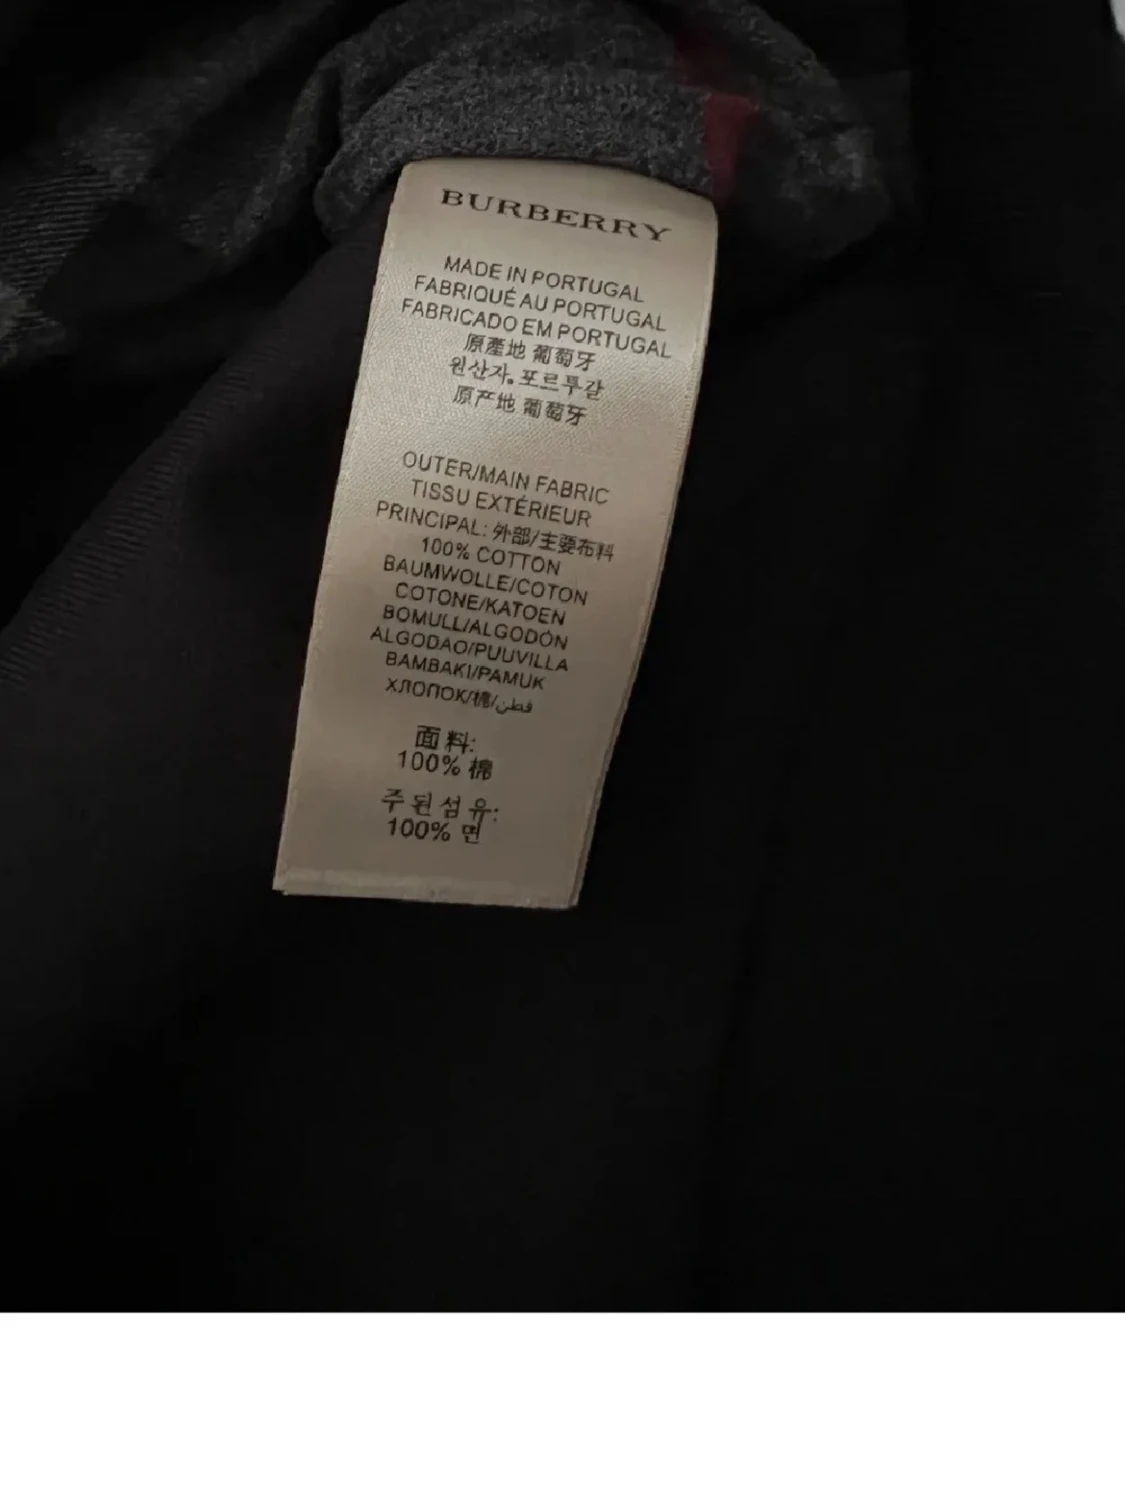 BURBERRY
MADE IN PORTUGAL
FABRIQUÉ AU PORTUGAL
FABRICADO EM PORTUGAL
原產地 葡萄牙
원산자. 포르투갈
原产地 葡萄牙
OUTER/MAIN FABRIC
TISSU EXTÉRIEUR
PRINCIPAL: 外部/主要布料
100% COTTON
BAUMWOLLE/COTON
COTONE/KATOEN
BOMULL/ALGODÓN
ALGODAO/PUUVILLA
BAMBAKI/PAMUK
ХЛОПОК/棉/قطن
面料:
100% 棉
주된섬유:
100% 면